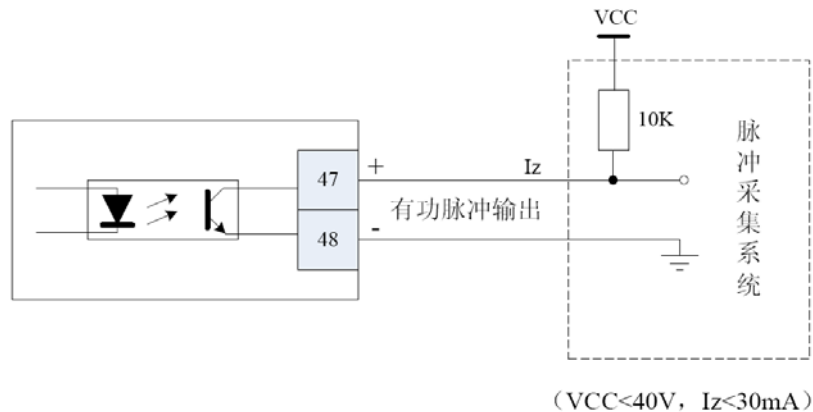 VCC
10K
脉冲采集系统
47
+
Iz
有功脉冲输出
48
-
（VCC<40V，Iz<30mA）